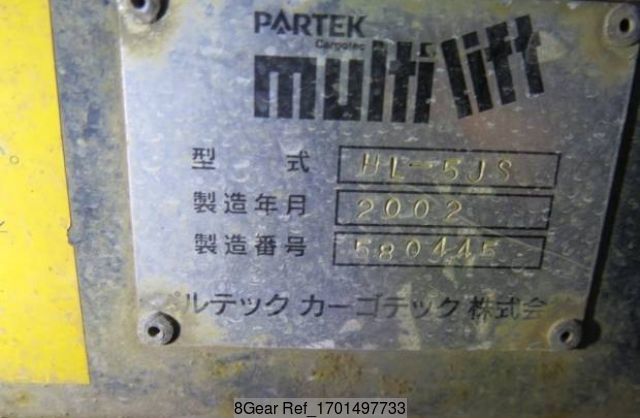 PARTEK
Cargotec
multilift
型 式 HL-5JS
製造年月 2002
製造番号 580445
パルテック カーゴテック 株式会
8Gear Ref_1701497733